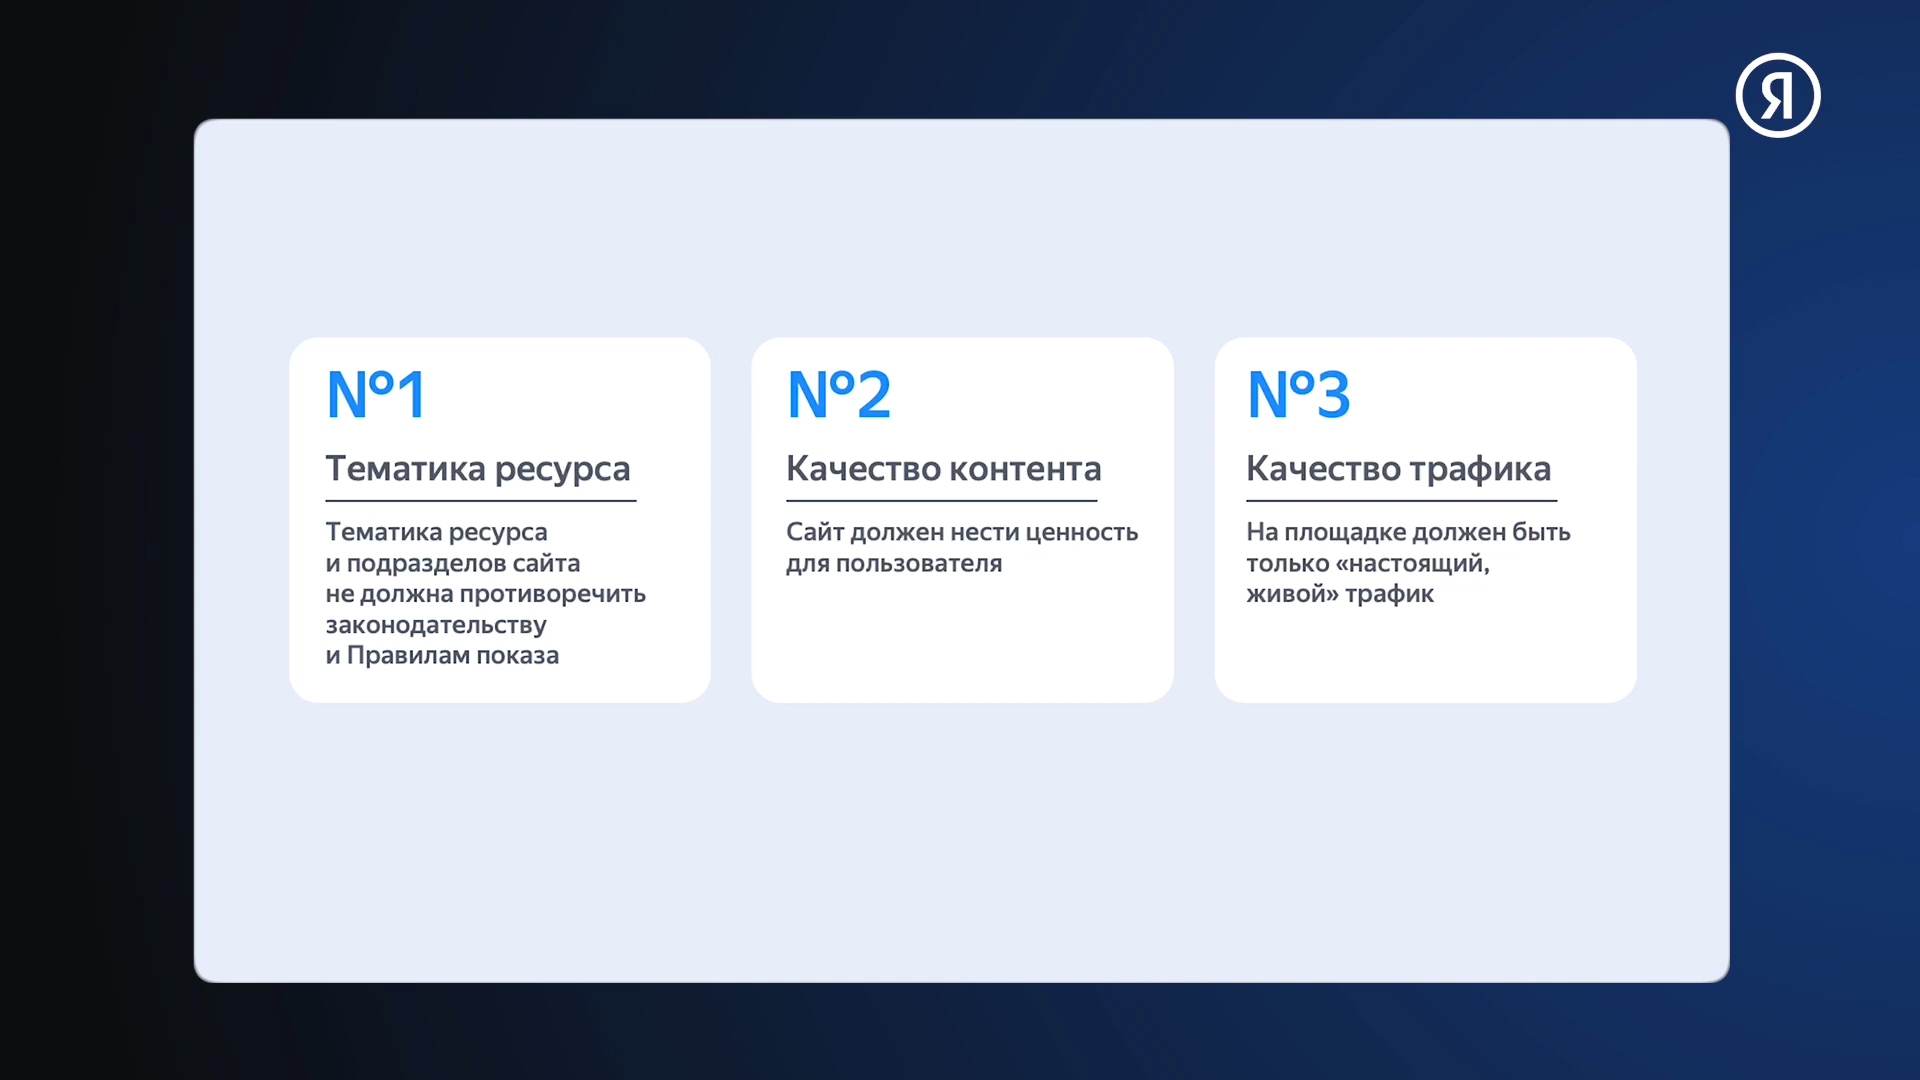 Я
№1
Тематика ресурса
Тематика ресурса
и подразделов сайта
не должна противоречить
законодательству
и Правилам показа
№2
Качество контента
Сайт должен нести ценность
для пользователя
№3
Качество трафика
На площадке должен быть
только «настоящий,
живой» трафик